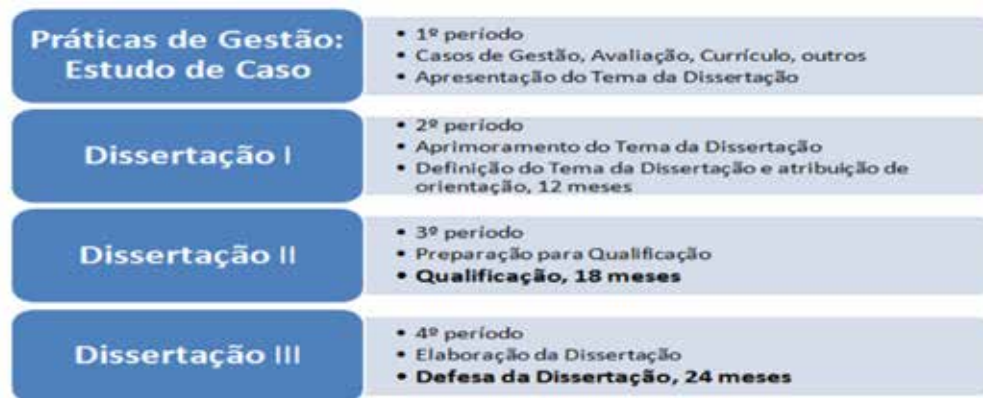 Práticas de Gestão:
Estudo de Caso
• 1º período
• Casos de Gestão, Avaliação, Currículo, outros
• Apresentação do Tema da Dissertação
Dissertação I
• 2º período
• Aprimoramento do Tema da Dissertação
• Definição do Tema da Dissertação e atribuição de
orientação, 12 meses
Dissertação II
• 3º período
• Preparação para Qualificação
• Qualificação, 18 meses
Dissertação III
• 4º período
• Elaboração da Dissertação
• Defesa da Dissertação, 24 meses